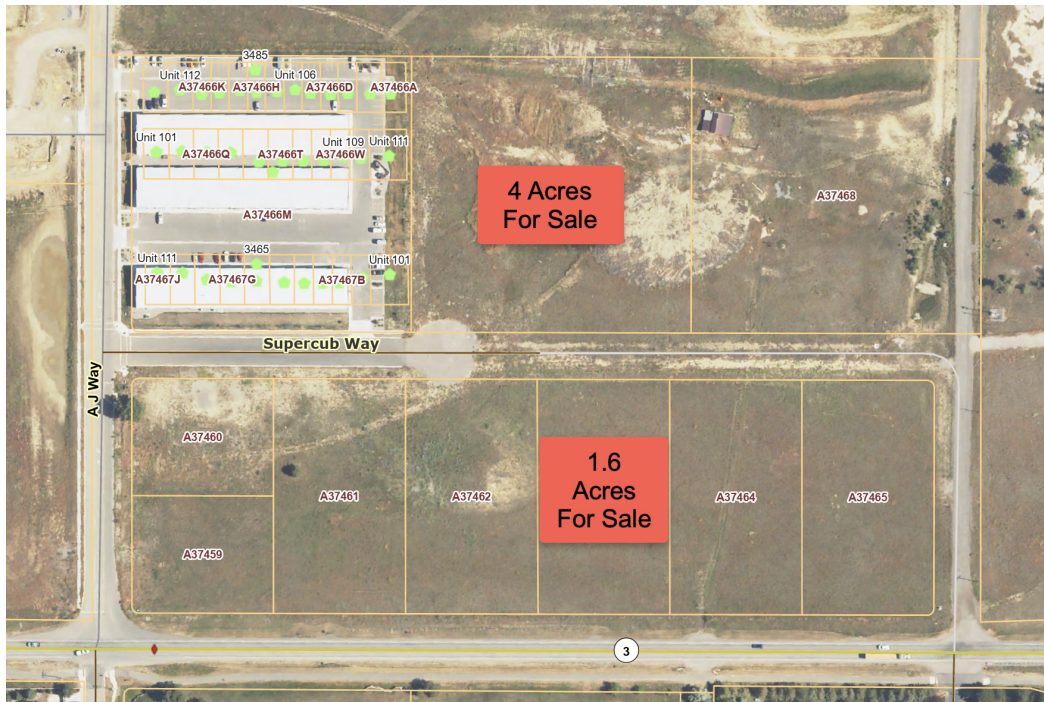 3485
Unit 112
Unit 106
A37466K
A37466H
A37466D
A37466A
Unit 101
Unit 109
Unit 111
A37466Q
A37466T
A37466W
4 Acres
For Sale
A37468
A37466M
3465
Unit 111
Unit 101
A37467J
A37467G
A37467B
Supercub Way
A J Way
A37460
1.6
Acres
For Sale
A37461
A37462
A37464
A37465
A37459
3